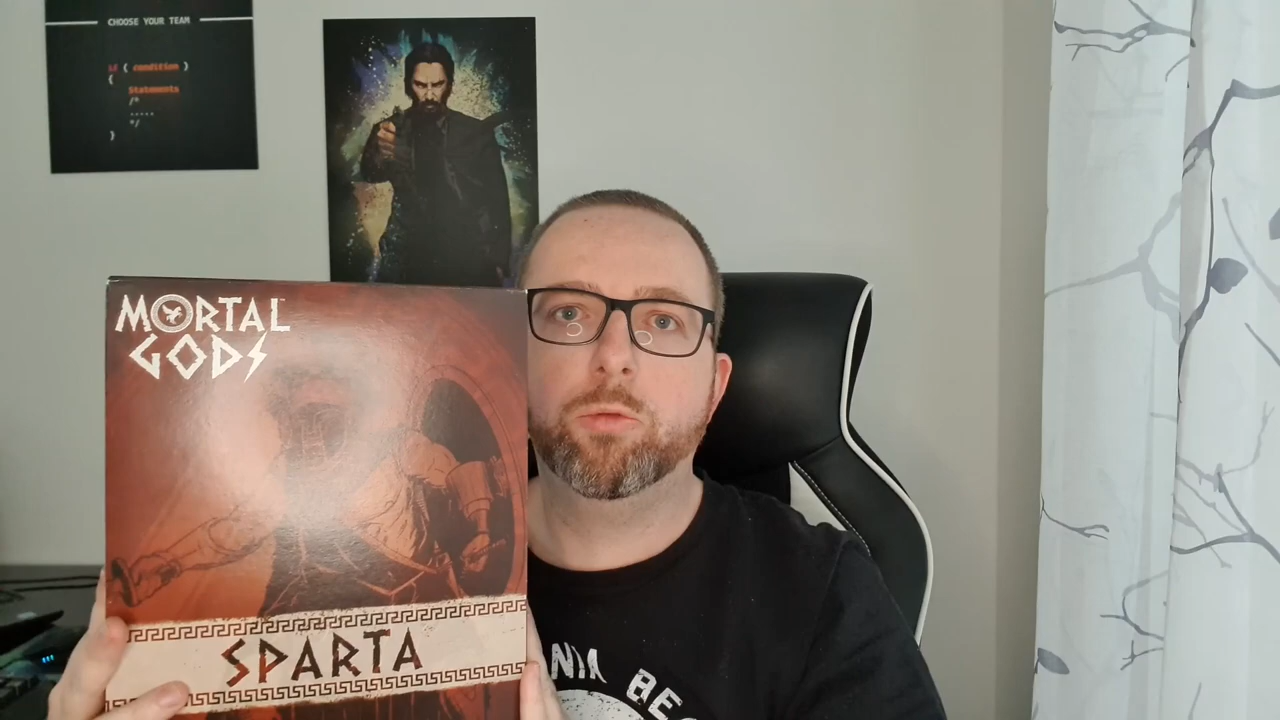 CHOOSE YOUR TEAM
if ( condition )
{
Statements
/*
.....
*/
}
MORTAL
GODS
SPARTA